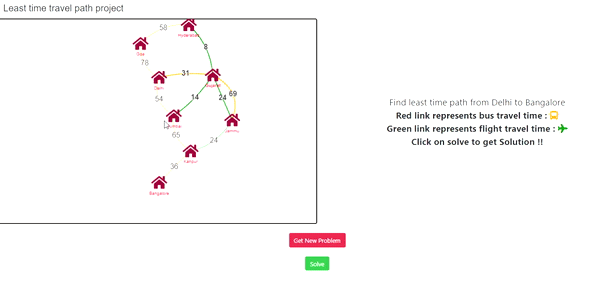 Least time travel path project
58
Hyderabad
8
Goa
78
Delhi
31
Gujarat
54
14
24
69
Mumbai
Jammu
65
24
Kanpur
36
Bangalore
Find least time path from Delhi to Bangalore
Red link represents bus travel time :
Green link represents flight travel time :
Click on solve to get Solution !!
Get New Problem
Solve